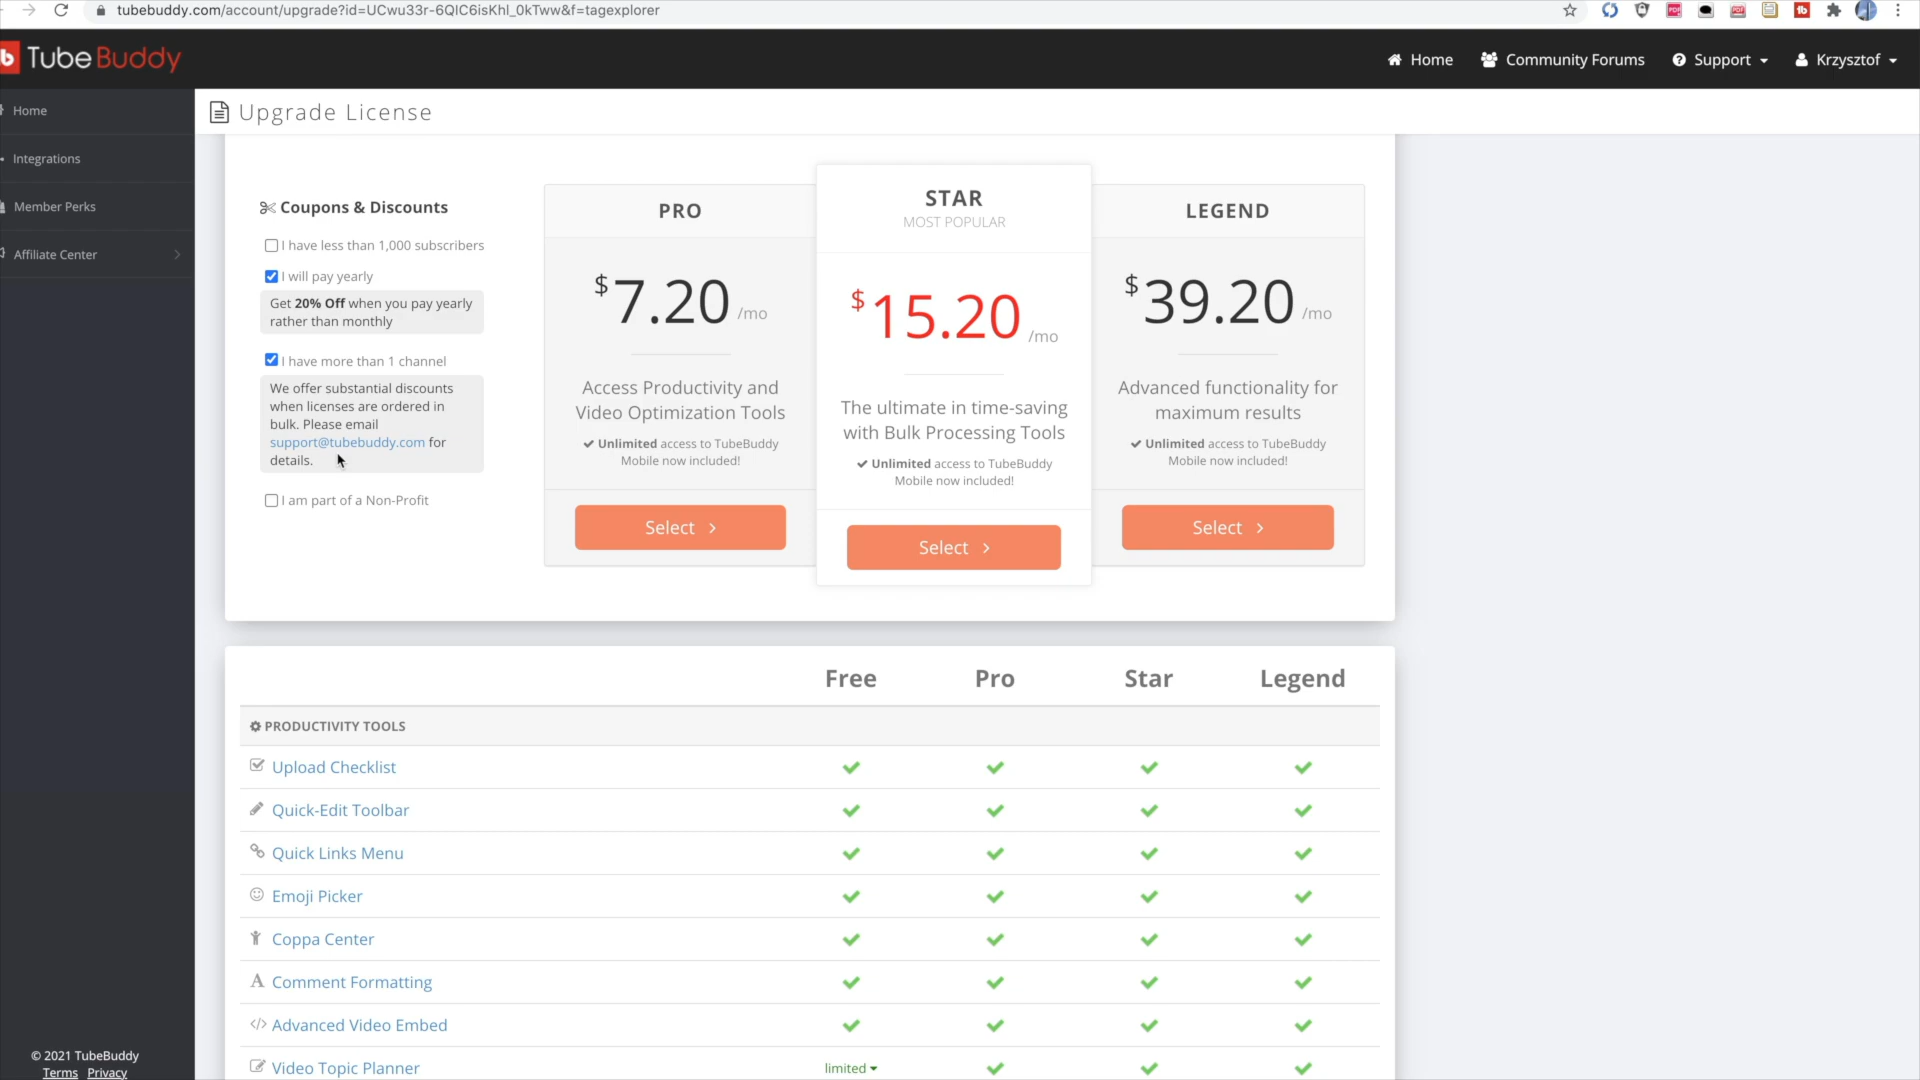 tubebuddy.com/account/upgrade?id=UCwu33r-6QIC6isKhl_0kTww&f=tagexplorer
TubeBuddy
Home
Community Forums
Support
Krzysztof
Home
Integrations
Member Perks
Affiliate Center
Upgrade License
Coupons & Discounts
I have less than 1,000 subscribers
I will pay yearly
Get 20% Off when you pay yearly
rather than monthly
I have more than 1 channel
We offer substantial discounts
when licenses are ordered in
bulk. Please email
support@tubebuddy.com for
details.
I am part of a Non-Profit
PRO
$7.20 /mo
Access Productivity and
Video Optimization Tools
✔ Unlimited access to TubeBuddy
Mobile now included!
Select
STAR
MOST POPULAR
$15.20 /mo
The ultimate in time-saving
with Bulk Processing Tools
✔ Unlimited access to TubeBuddy
Mobile now included!
Select
LEGEND
$39.20 /mo
Advanced functionality for
maximum results
✔ Unlimited access to TubeBuddy
Mobile now included!
Select
Free Pro Star Legend
PRODUCTIVITY TOOLS
Upload Checklist
Quick-Edit Toolbar
Quick Links Menu
Emoji Picker
Coppa Center
Comment Formatting
Advanced Video Embed
Video Topic Planner limited
© 2021 TubeBuddy
Terms Privacy